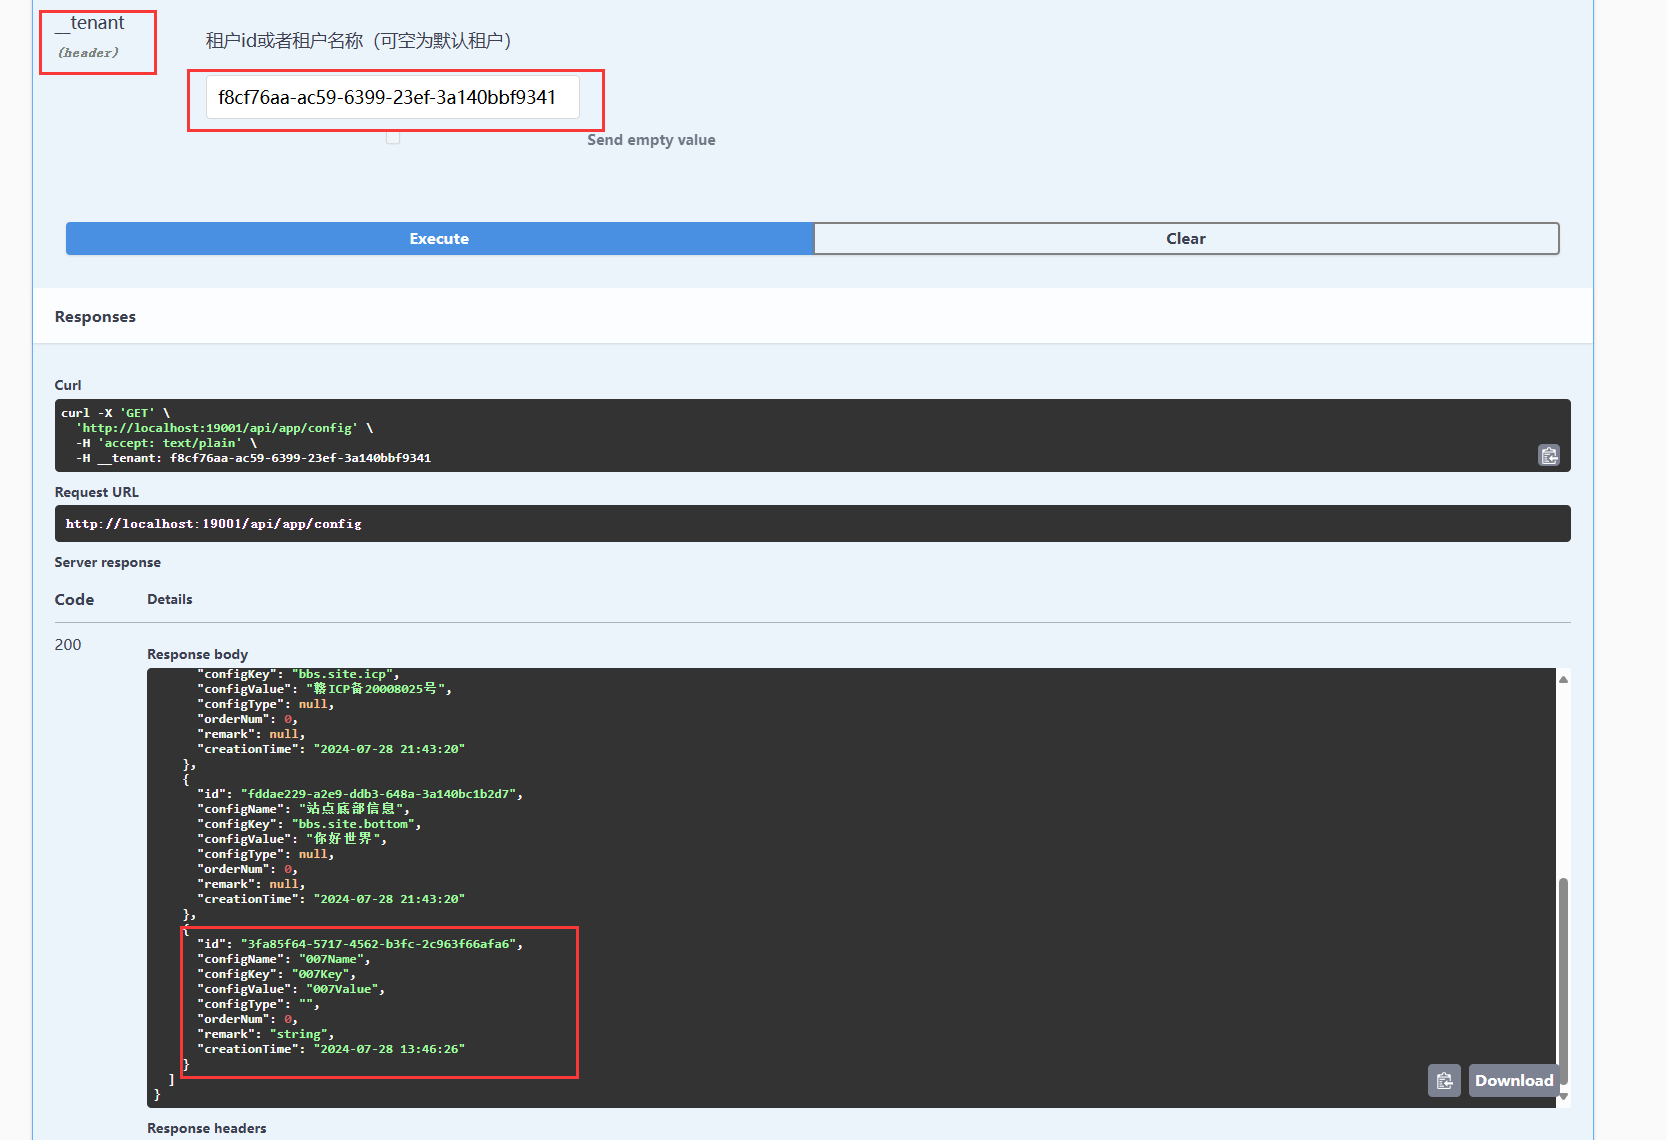 __tenant
(header)
租户id或者租户名称（可空为默认租户）
f8cf76aa-ac59-6399-23ef-3a140bbf9341
Send empty value
Execute
Clear
Responses
Curl
curl -X 'GET' \
'http://localhost:19001/api/app/config' \
-H 'accept: text/plain' \
-H __tenant: f8cf76aa-ac59-6399-23ef-3a140bbf9341
Request URL
http://localhost:19001/api/app/config
Server response
Code
Details
200
Response body
"configKey": "bbs.site.icp",
"configValue": "赣ICP备20008025号",
"configType": null,
"orderNum": 0,
"remark": null,
"creationTime": "2024-07-28 21:43:20"
},
{
"id": "fddae229-a2e9-ddb3-648a-3a140bc1b2d7",
"configName": "站点底部信息",
"configKey": "bbs.site.bottom",
"configValue": "你好世界",
"configType": null,
"orderNum": 0,
"remark": null,
"creationTime": "2024-07-28 21:43:20"
},
{
"id": "3fa85f64-5717-4562-b3fc-2c963f66afa6",
"configName": "007Name",
"configKey": "007Key",
"configValue": "007Value",
"configType": "",
"orderNum": 0,
"remark": "string",
"creationTime": "2024-07-28 13:46:26"
}
]
}
Download
Response headers